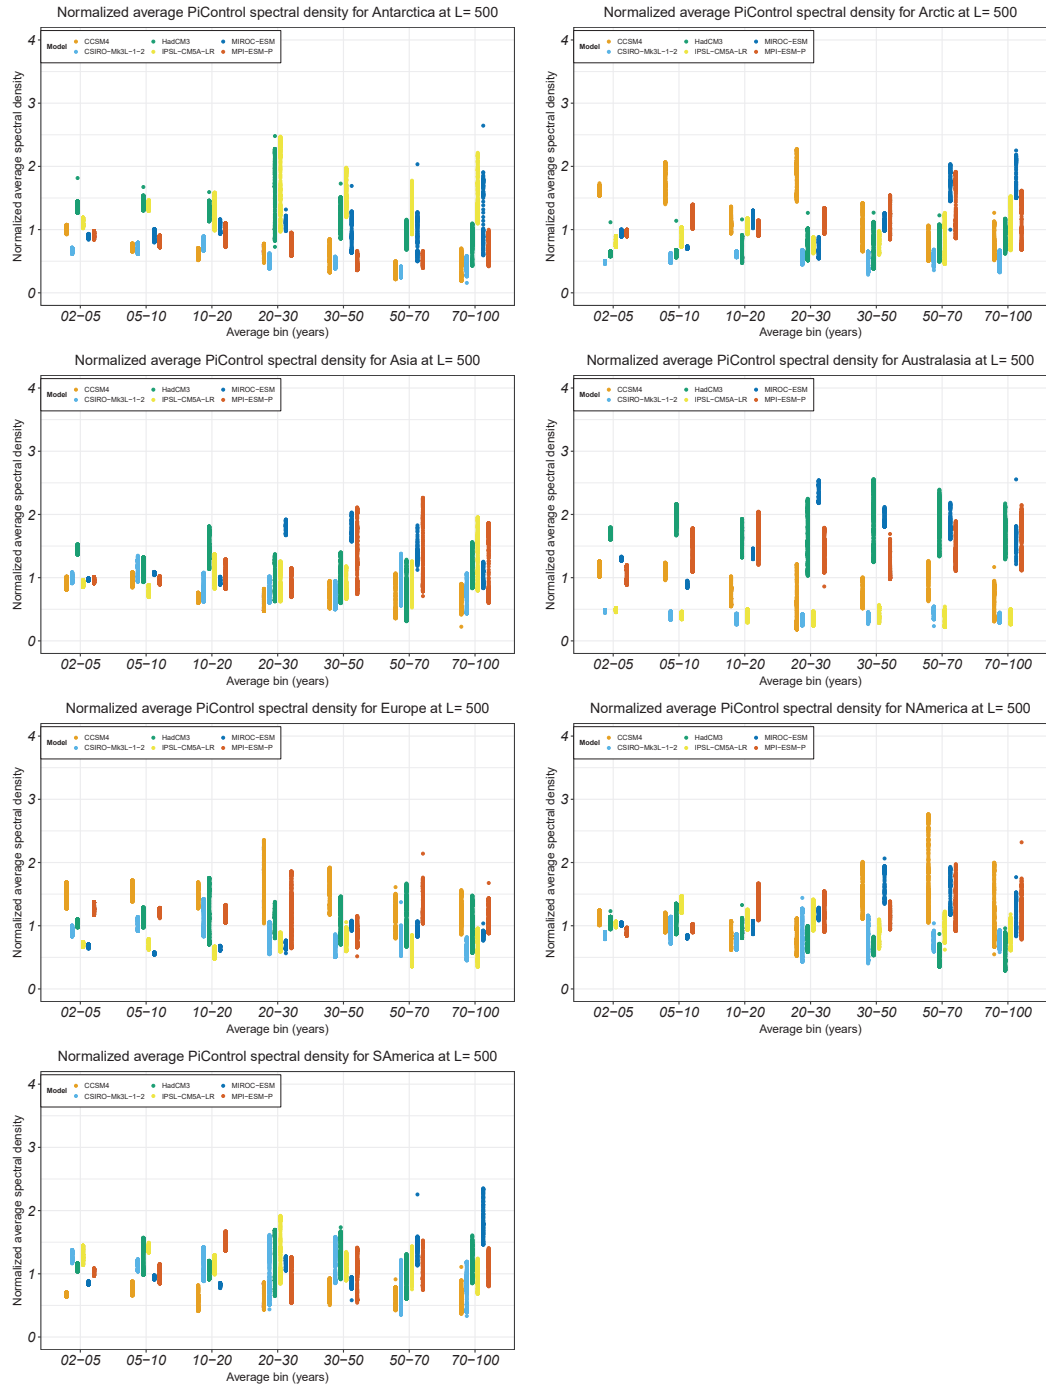 Normalized average PiControl spectral density for Antarctica at L= 500
Normalized average spectral density
4
3
2
1
0
Model
CCSM4
HadCM3
MIROC−ESM
CSIRO−Mk3L−1−2
IPSL−CM5A−LR
MPI−ESM−P
02−05 05−10 10−20 20−30 30−50 50−70 70−100
Average bin (years)
Normalized average PiControl spectral density for Arctic at L= 500
Normalized average spectral density
4
3
2
1
0
Model
CCSM4
HadCM3
MIROC−ESM
CSIRO−Mk3L−1−2
IPSL−CM5A−LR
MPI−ESM−P
02−05 05−10 10−20 20−30 30−50 50−70 70−100
Average bin (years)
Normalized average PiControl spectral density for Asia at L= 500
Normalized average spectral density
4
3
2
1
0
Model
CCSM4
HadCM3
MIROC−ESM
CSIRO−Mk3L−1−2
IPSL−CM5A−LR
MPI−ESM−P
02−05 05−10 10−20 20−30 30−50 50−70 70−100
Average bin (years)
Normalized average PiControl spectral density for Australasia at L= 500
Normalized average spectral density
4
3
2
1
0
Model
CCSM4
HadCM3
MIROC−ESM
CSIRO−Mk3L−1−2
IPSL−CM5A−LR
MPI−ESM−P
02−05 05−10 10−20 20−30 30−50 50−70 70−100
Average bin (years)
Normalized average PiControl spectral density for Europe at L= 500
Normalized average spectral density
4
3
2
1
0
Model
CCSM4
HadCM3
MIROC−ESM
CSIRO−Mk3L−1−2
IPSL−CM5A−LR
MPI−ESM−P
02−05 05−10 10−20 20−30 30−50 50−70 70−100
Average bin (years)
Normalized average PiControl spectral density for NAmerica at L= 500
Normalized average spectral density
4
3
2
1
0
Model
CCSM4
HadCM3
MIROC−ESM
CSIRO−Mk3L−1−2
IPSL−CM5A−LR
MPI−ESM−P
02−05 05−10 10−20 20−30 30−50 50−70 70−100
Average bin (years)
Normalized average PiControl spectral density for SAmerica at L= 500
Normalized average spectral density
4
3
2
1
0
Model
CCSM4
HadCM3
MIROC−ESM
CSIRO−Mk3L−1−2
IPSL−CM5A−LR
MPI−ESM−P
02−05 05−10 10−20 20−30 30−50 50−70 70−100
Average bin (years)